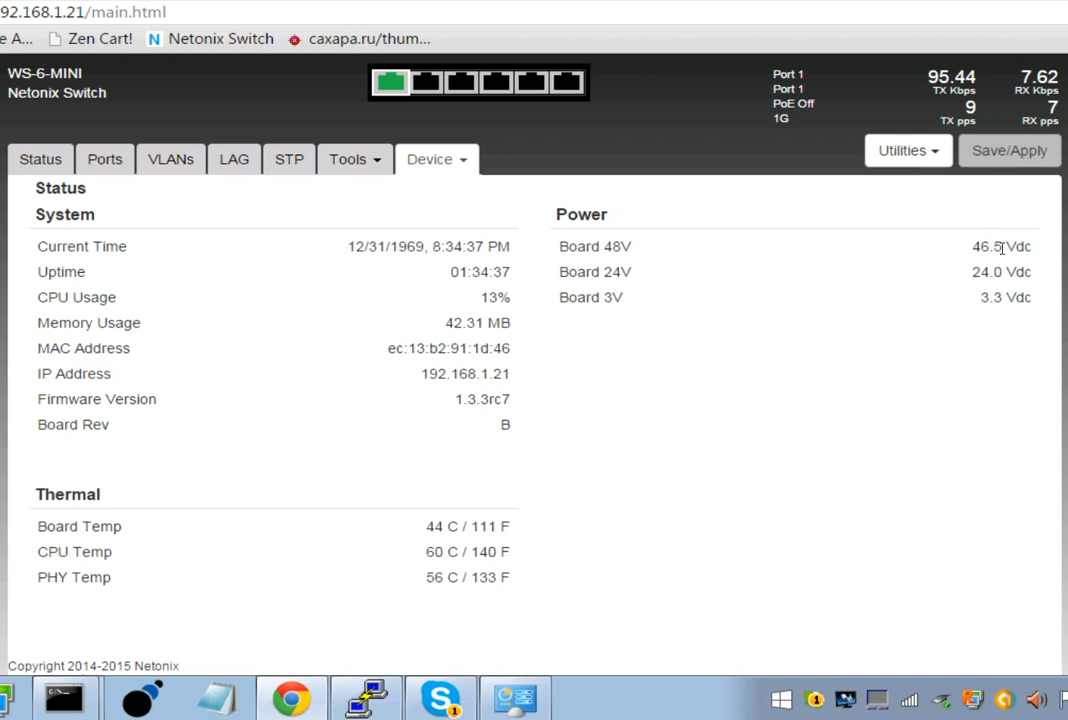 92.168.1.21/main.html
e A... Zen Cart! N Netonix Switch caxapa.ru/thum...
WS-6-MINI
Netonix Switch
Port 1
Port 1
PoE Off
1G
95.44
TX Kbps
9
TX pps
7.62
RX Kbps
7
RX pps
Status Ports VLANs LAG STP Tools Device
Utilities Save/Apply
Status
System
Current Time 12/31/1969, 8:34:37 PM
Uptime 01:34:37
CPU Usage 13%
Memory Usage 42.31 MB
MAC Address ec:13:b2:91:1d:46
IP Address 192.168.1.21
Firmware Version 1.3.3rc7
Board Rev B
Power
Board 48V 46.5 Vdc
Board 24V 24.0 Vdc
Board 3V 3.3 Vdc
Thermal
Board Temp 44 C / 111 F
CPU Temp 60 C / 140 F
PHY Temp 56 C / 133 F
Copyright 2014-2015 Netonix
S 1
1